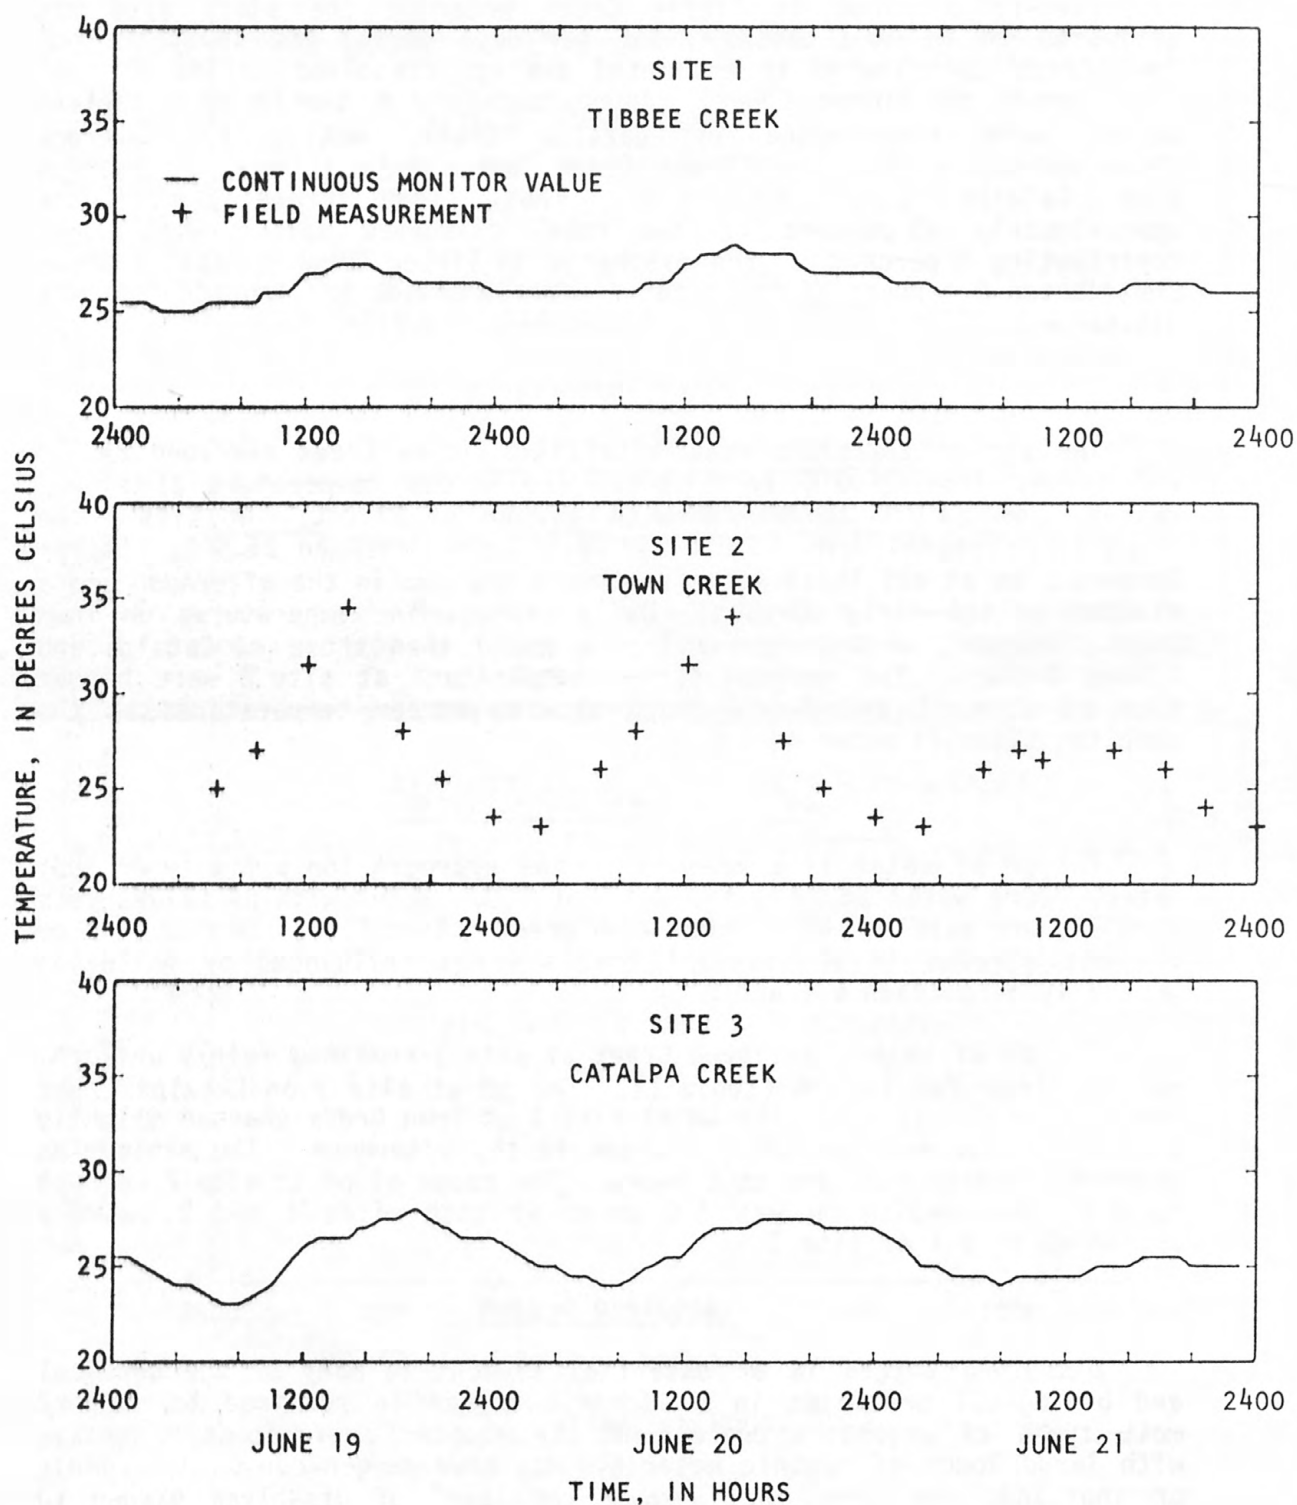 40
SITE 1
TIBBEE CREEK
35
— CONTINUOUS MONITOR VALUE
+ FIELD MEASUREMENT
30
25
20
2400 1200 2400 1200 2400 1200 2400
TEMPERATURE, IN DEGREES CELSIUS
40
SITE 2
TOWN CREEK
35
30
25
20
2400 1200 2400 1200 2400 1200 2400
40
SITE 3
CATALPA CREEK
35
30
25
20
2400 1200 2400 1200 2400 1200 2400
JUNE 19 JUNE 20 JUNE 21
TIME, IN HOURS